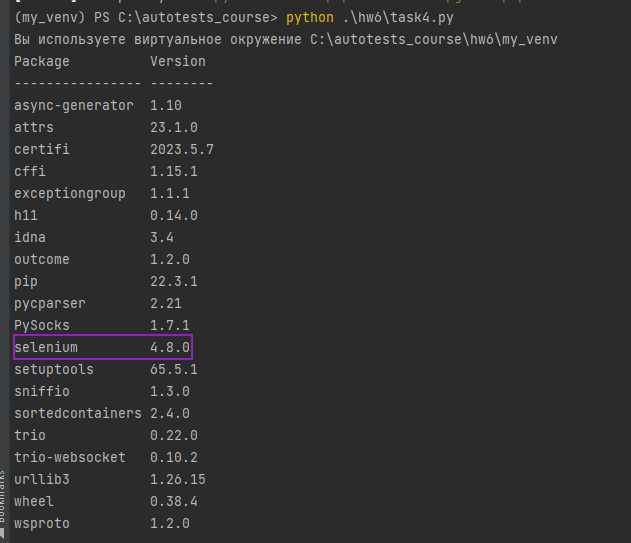 (my_venv) PS C:\autotests_course> python .\hw6\task4.py
Вы используете виртуальное окружение C:\autotests_course\hw6\my_venv
Package          Version
---------------- --------
async-generator  1.10
attrs            23.1.0
certifi          2023.5.7
cffi             1.15.1
exceptiongroup   1.1.1
h11              0.14.0
idna             3.4
outcome          1.2.0
pip              22.3.1
pycparser        2.21
PySocks          1.7.1
selenium         4.8.0
setuptools       65.5.1
sniffio          1.3.0
sortedcontainers 2.4.0
trio             0.22.0
trio-websocket   0.10.2
urllib3          1.26.15
wheel            0.38.4
wsproto          1.2.0
Bookmarks